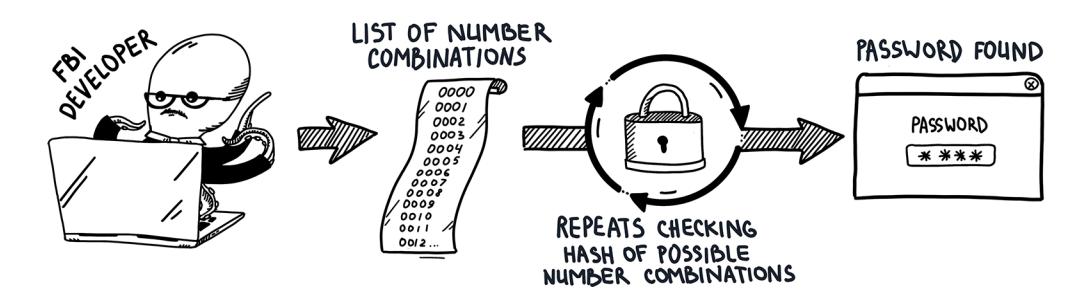 FBI
DEVELOPER
LIST OF NUMBER
COMBINATIONS
0000
0001
0002
0003
0004
0005
0006
0007
0008
0009
0010
0011
0012...
REPEATS CHECKING
HASH OF POSSIBLE
NUMBER COMBINATIONS
PASSWORD FOUND
PASSWORD
* * * *